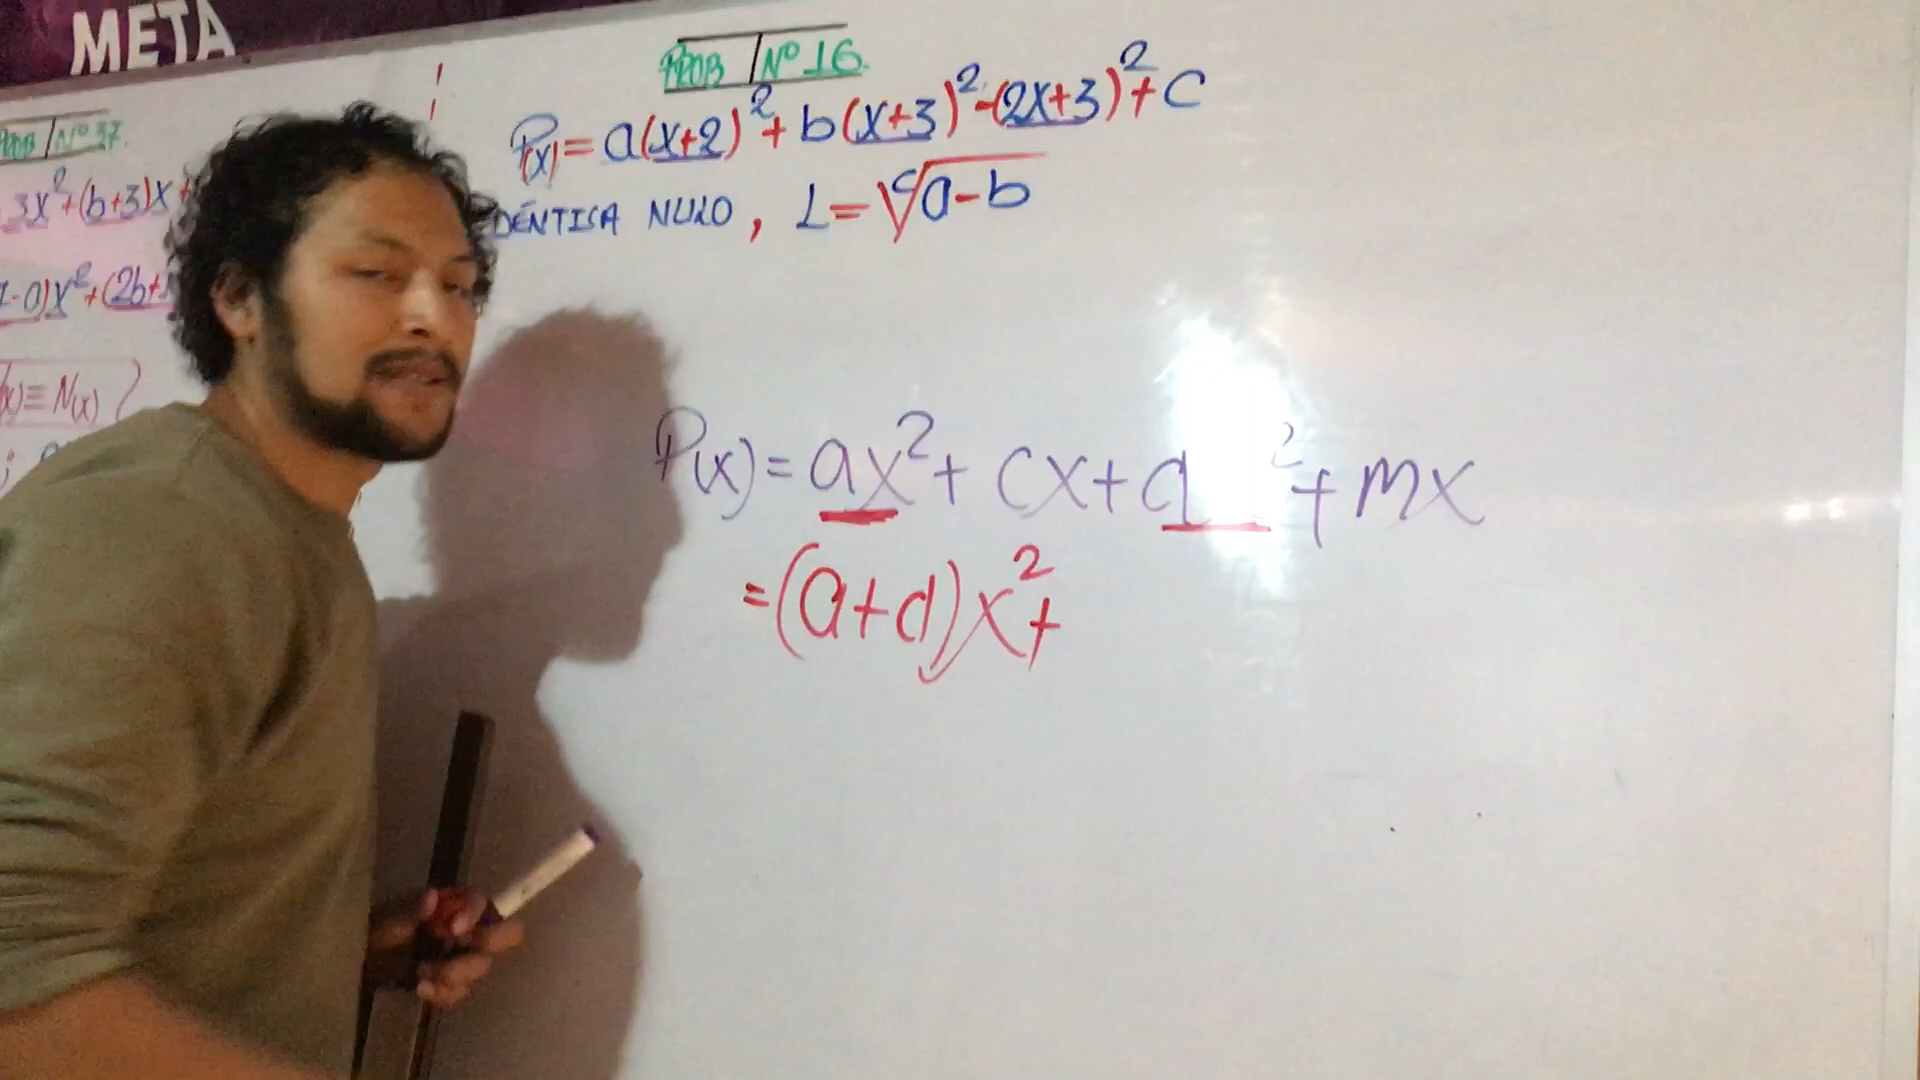 META
PROB Nº 16.
P(x) = a(x+2)² + b(x+3)² - (2x+3)² + C
IDÉNTICA NULO, L = ᶜ√a-b
PROB Nº 37.
3x² + (b+3)x +
-a)x² + (2b+
≡ N(x)
P(x) = ax² + cx + d ² + mx
= (a+d)x² +